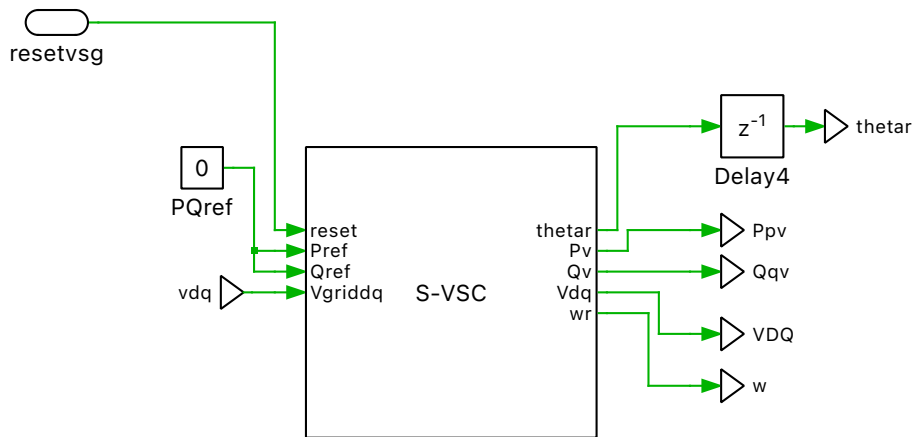 resetvsg
z-1
thetar
Delay4
0
PQref
reset
Pref
Qref
Vgriddq
vdq
S-VSC
thetar
Pv
Qv
Vdq
wr
Ppv
Qqv
VDQ
w